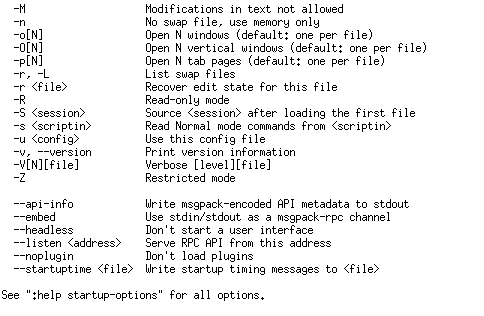 -M                    Modifications in text not allowed
-n                    No swap file, use memory only
-o[N]                 Open N windows (default: one per file)
-O[N]                 Open N vertical windows (default: one per file)
-p[N]                 Open N tab pages (default: one per file)
-r, -L                List swap files
-r <file>             Recover edit state for this file
-R                    Read-only mode
-S <session>          Source <session> after loading the first file
-s <scriptin>         Read Normal mode commands from <scriptin>
-u <config>           Use this config file
-v, --version         Print version information
-V[N][file]           Verbose [level][file]
-Z                    Restricted mode
--api-info            Write msgpack-encoded API metadata to stdout
--embed               Use stdin/stdout as a msgpack-rpc channel
--headless            Don't start a user interface
--listen <address>    Serve RPC API from this address
--noplugin            Don't load plugins
--startuptime <file>  Write startup timing messages to <file>
See ":help startup-options" for all options.